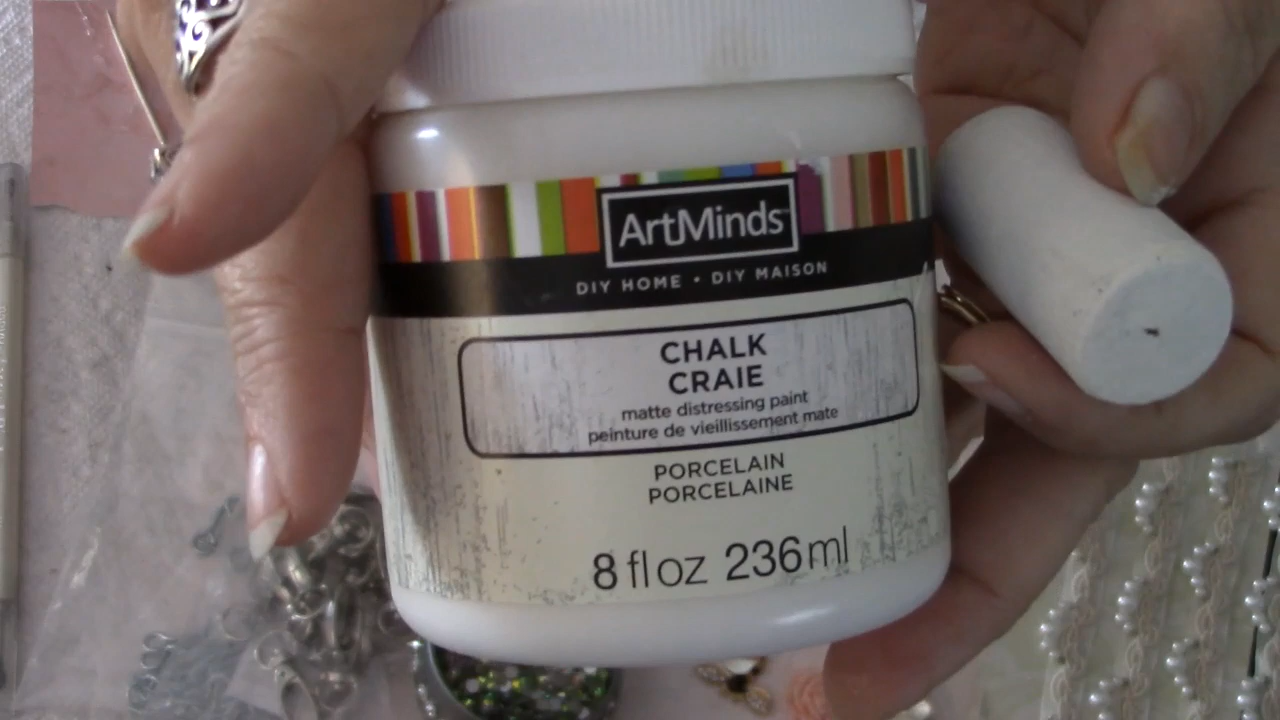 ArtMinds
DIY HOME • DIY MAISON
CHALK
CRAIE
matte distressing paint
peinture de vieillissement mate
PORCELAIN
PORCELAINE
8 fl oz 236 ml